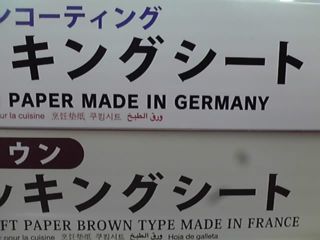 ンコーティング
キングシート
PAPER MADE IN GERMANY
our la cuisine 烹饪垫纸 쿠킹시트 ورق الطبخ
ウン
ッキングシート
FT PAPER BROWN TYPE MADE IN FRANCE
pour la cuisine 烹饪垫纸 쿠킹시트 ورق الطبخ Hoja de galleta